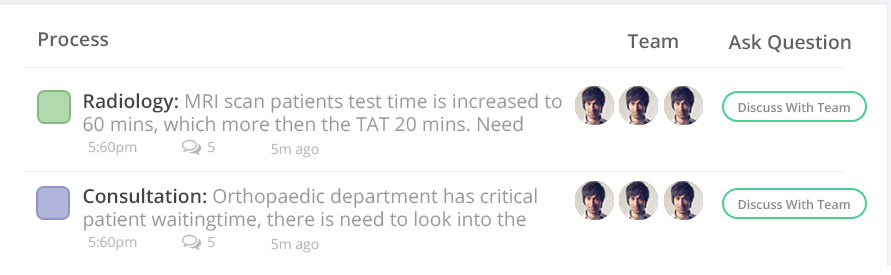 Process Team Ask Question
Radiology: MRI scan patients test time is increased to
60 mins, which more then the TAT 20 mins. Need
Discuss With Team
5:60pm 5 5m ago
Consultation: Orthopaedic department has critical
patient waitingtime, there is need to look into the
Discuss With Team
5:60pm 5 5m ago